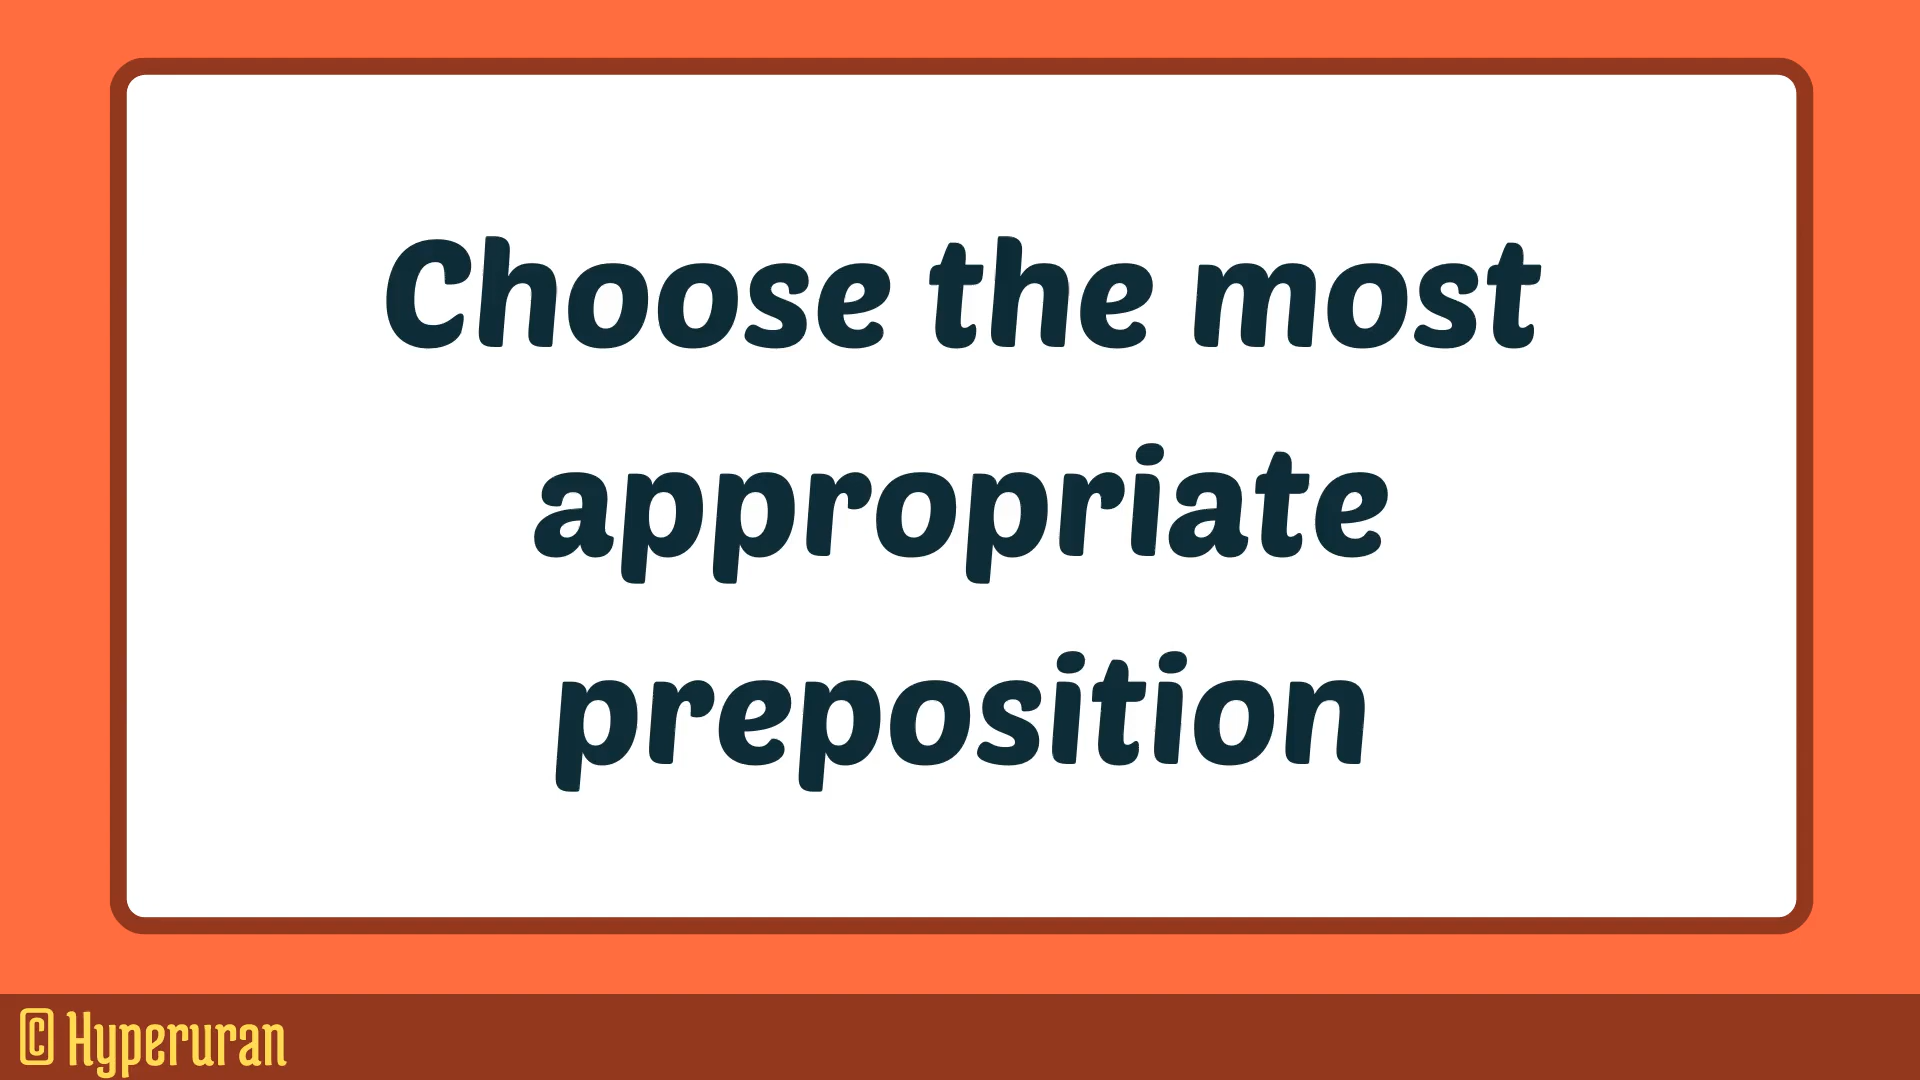 Choose the most
appropriate
preposition
© Hyperuran